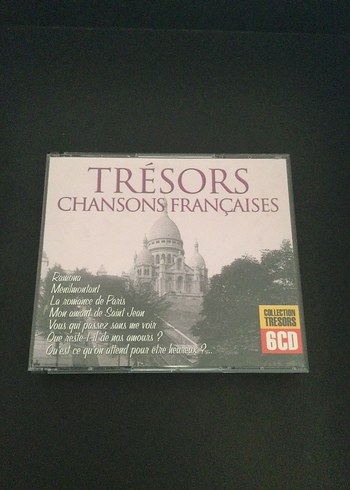 TRÉSORS
CHANSONS FRANÇAISES
Ramona
Menilmontant
La romance de Paris
Mon amant de Saint Jean
Vous qui passez sans me voir
Que reste-t-il de nos amours ?
Qu'est ce qu'on attend pour être heureux ?...
COLLECTION
TRESORS
6CD